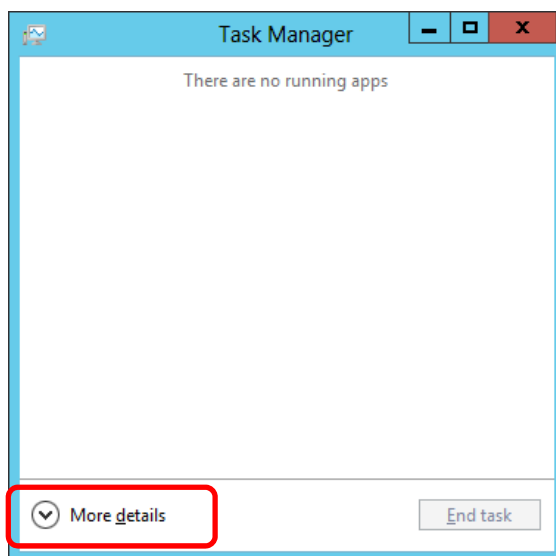 Task Manager
There are no running apps
More details
End task